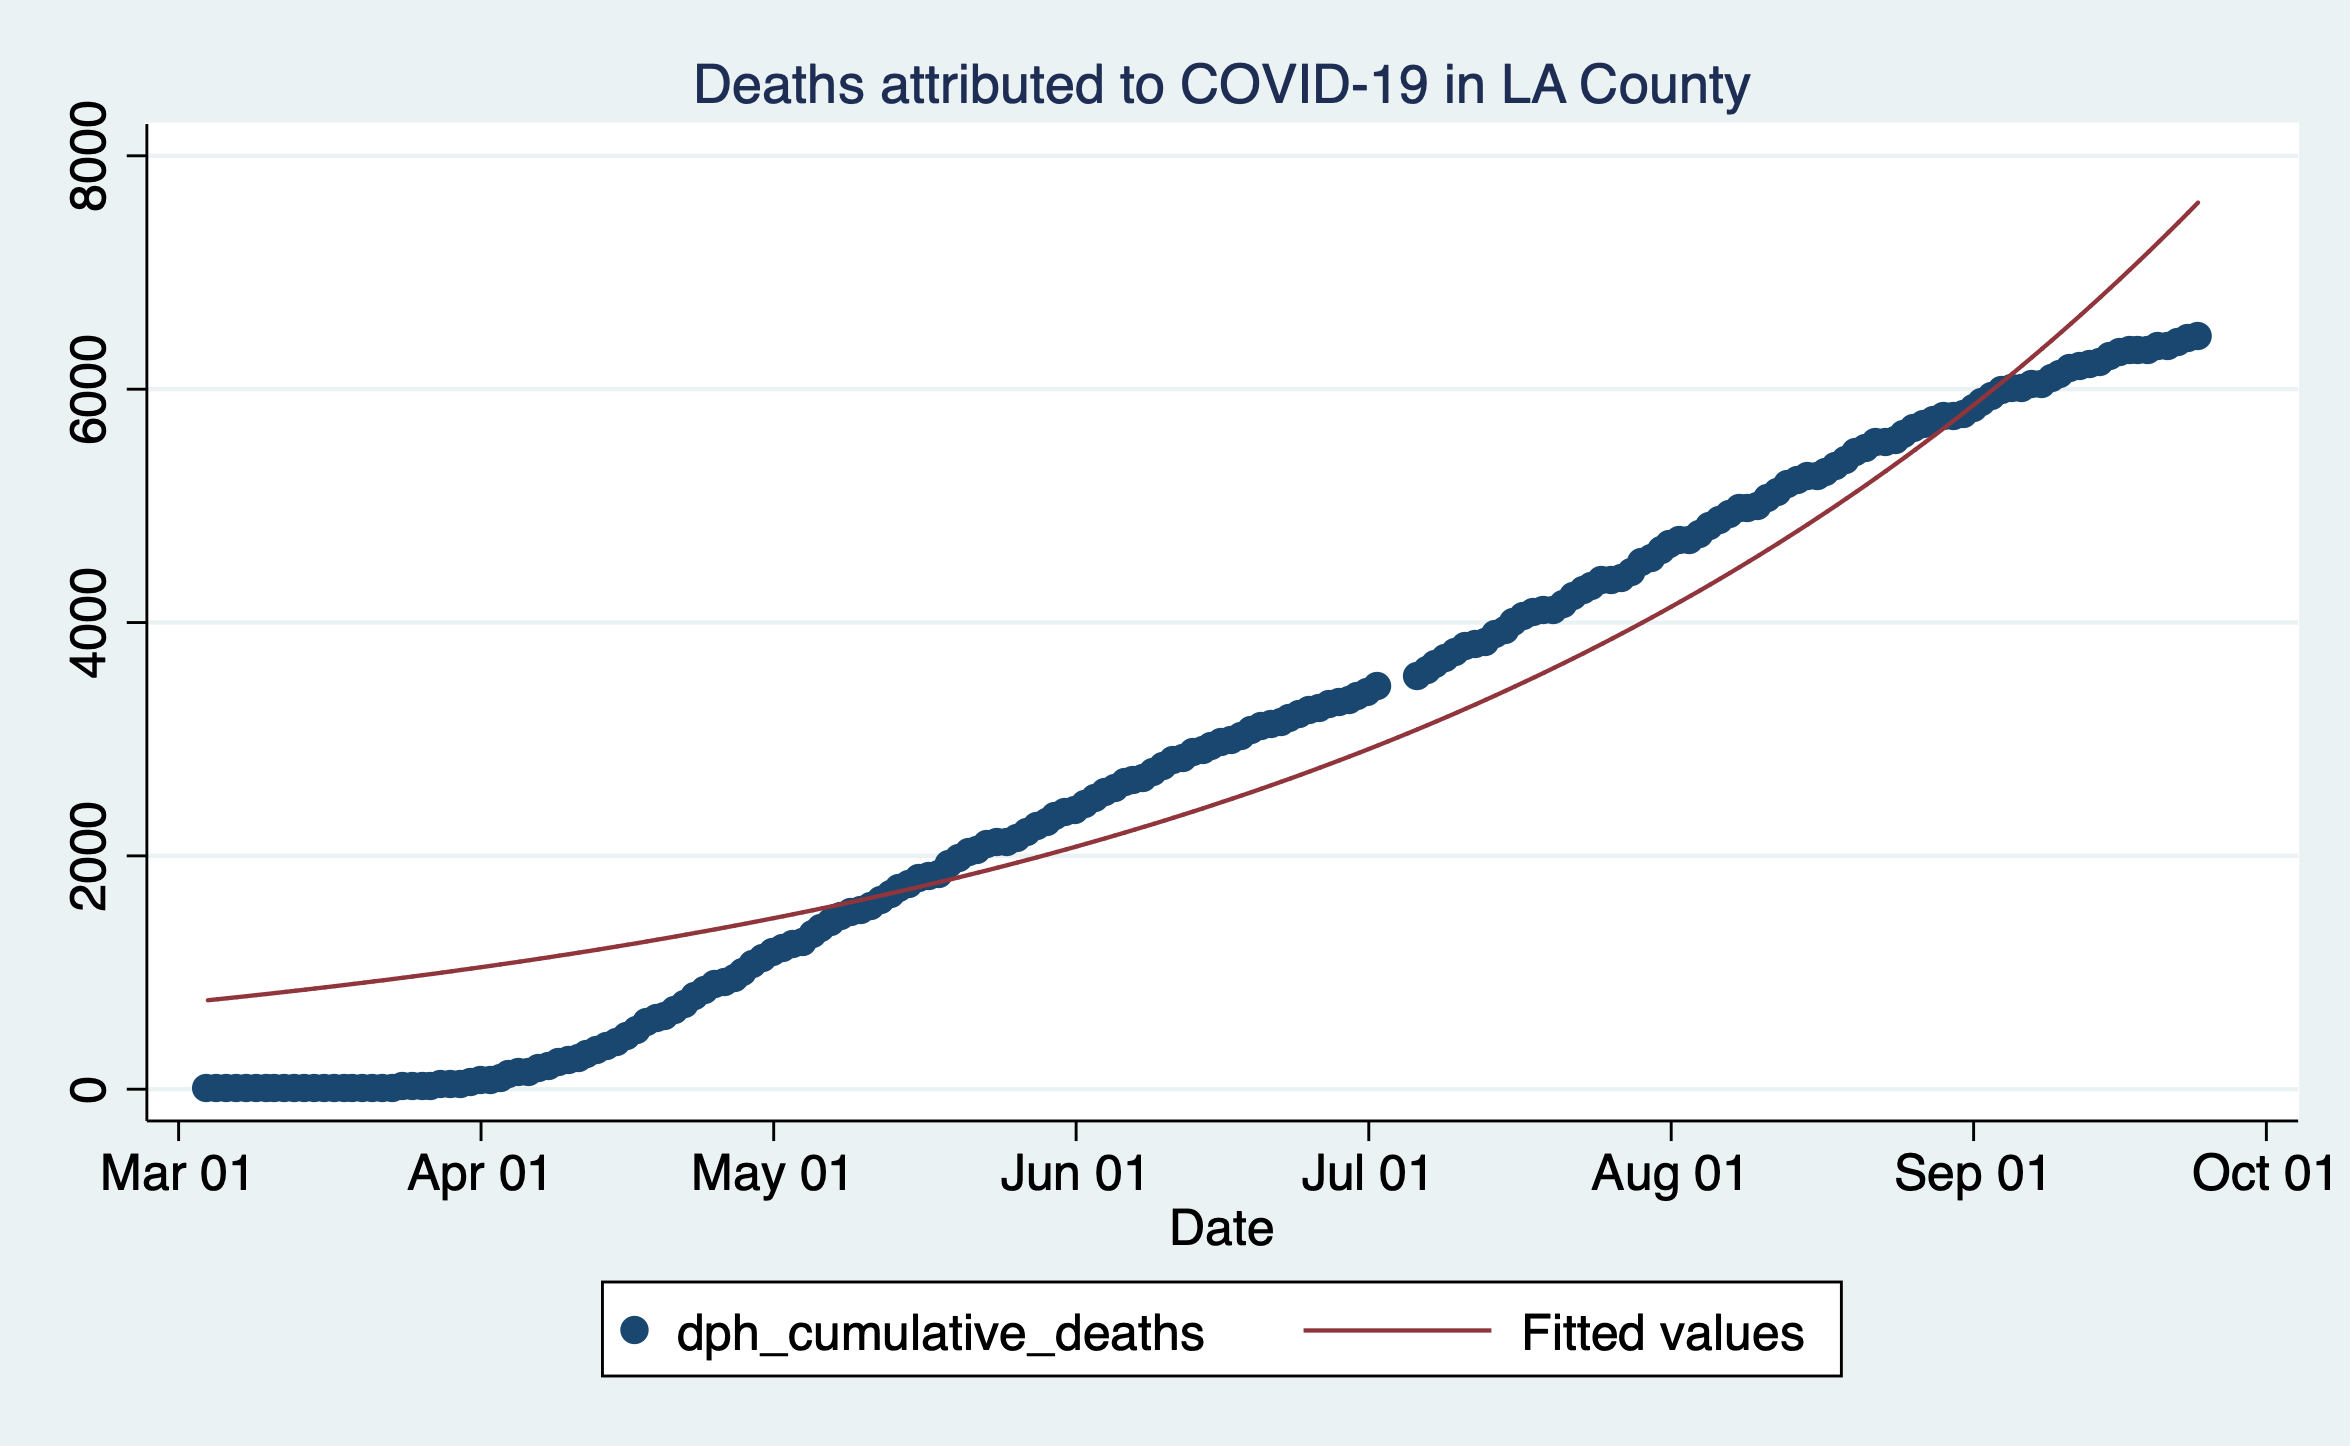 Deaths attributed to COVID-19 in LA County
8000
6000
4000
2000
0
Mar 01 Apr 01 May 01 Jun 01 Jul 01 Aug 01 Sep 01 Oct 01
Date
dph_cumulative_deaths Fitted values